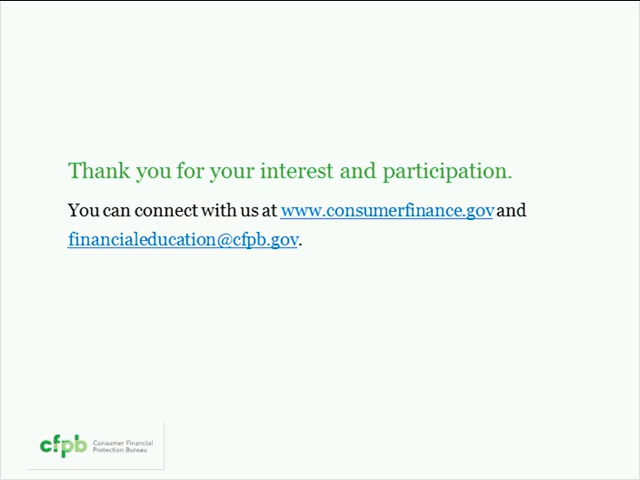 Thank you for your interest and participation.
You can connect with us at www.consumerfinance.gov and
financialeducation@cfpb.gov.
cfpb Consumer Financial
Protection Bureau